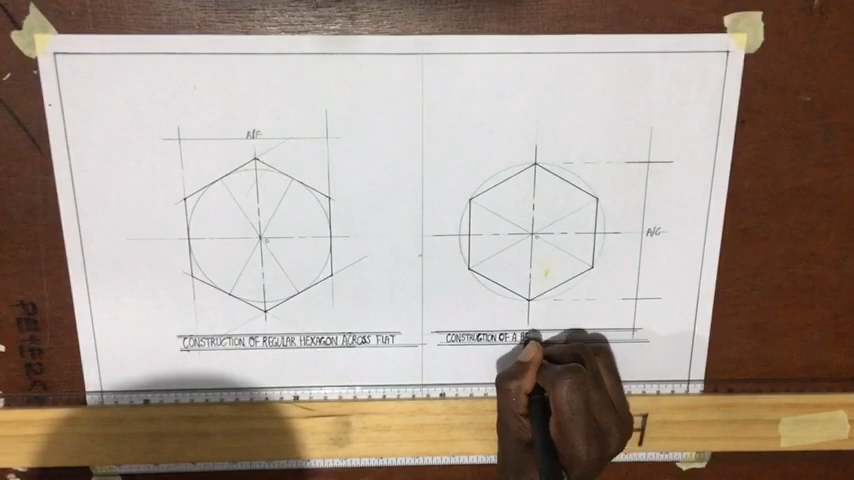 A/F
A/C
CONSTRUCTION OF REGULAR HEXAGON ACROSS FLAT
CONSTRUCTION OF A